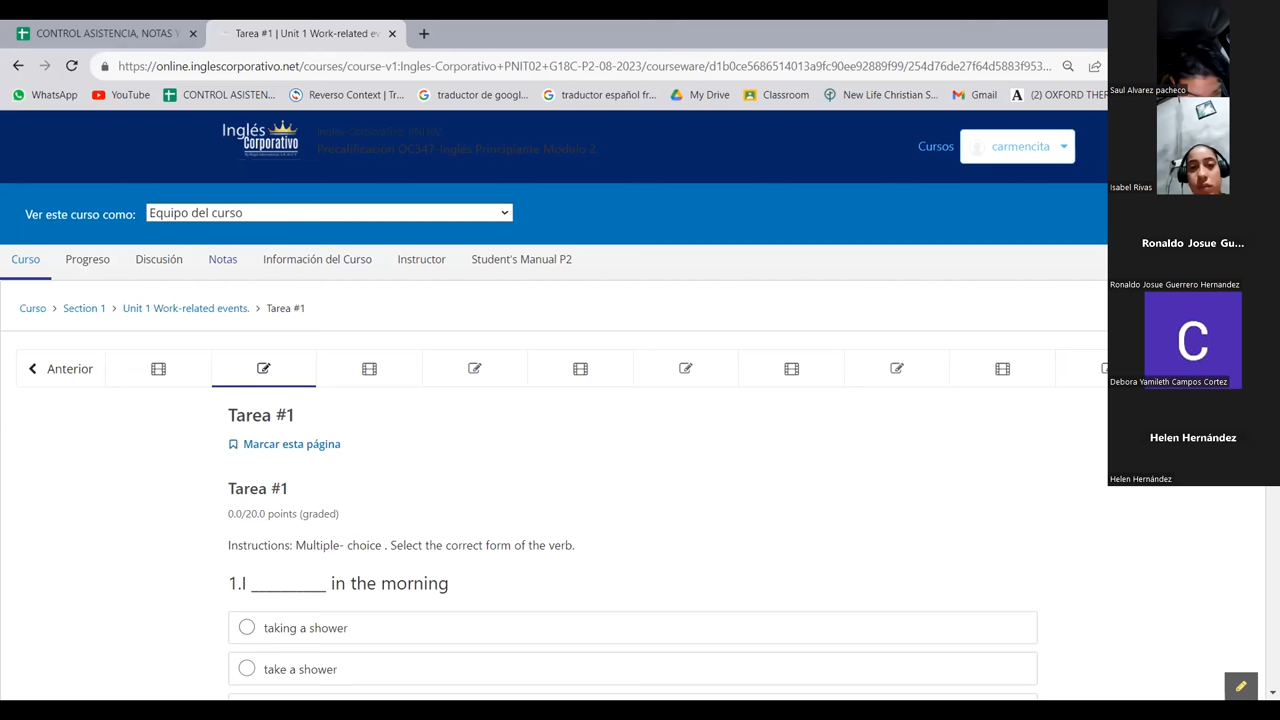 CONTROL ASISTENCIA, NOTAS Y
Tarea #1 | Unit 1 Work-related ev
https://online.inglescorporativo.net/courses/course-v1:Ingles-Corporativo+PNIT02+G18C-P2-08-2023/courseware/d1b0ce5686514013a9fc90ee92889f99/254d76de27f64d5883f953...
WhatsApp
YouTube
CONTROL ASISTEN...
Reverso Context | Tr...
traductor de googl...
traductor español fr...
My Drive
Classroom
New Life Christian S...
Gmail
(2) OXFORD THE
Inglés
Corporativo
Precalificación OC347-Inglés Principiante Módulo 2
Cursos
carmencita
Ver este curso como:
Equipo del curso
Curso
Progreso
Discusión
Notas
Información del Curso
Instructor
Student's Manual P2
Curso > Section 1 > Unit 1 Work-related events. > Tarea #1
Anterior
Tarea #1
Marcar esta página
Tarea #1
0.0/20.0 points (graded)
Instructions: Multiple- choice . Select the correct form of the verb.
1.I __________ in the morning
taking a shower
take a shower
Saul Alvarez pacheco
Isabel Rivas
Ronaldo Josue Gu...
Ronaldo Josue Guerrero Hernandez
C
Debora Yamileth Campos Cortez
Helen Hernández
Helen Hernández